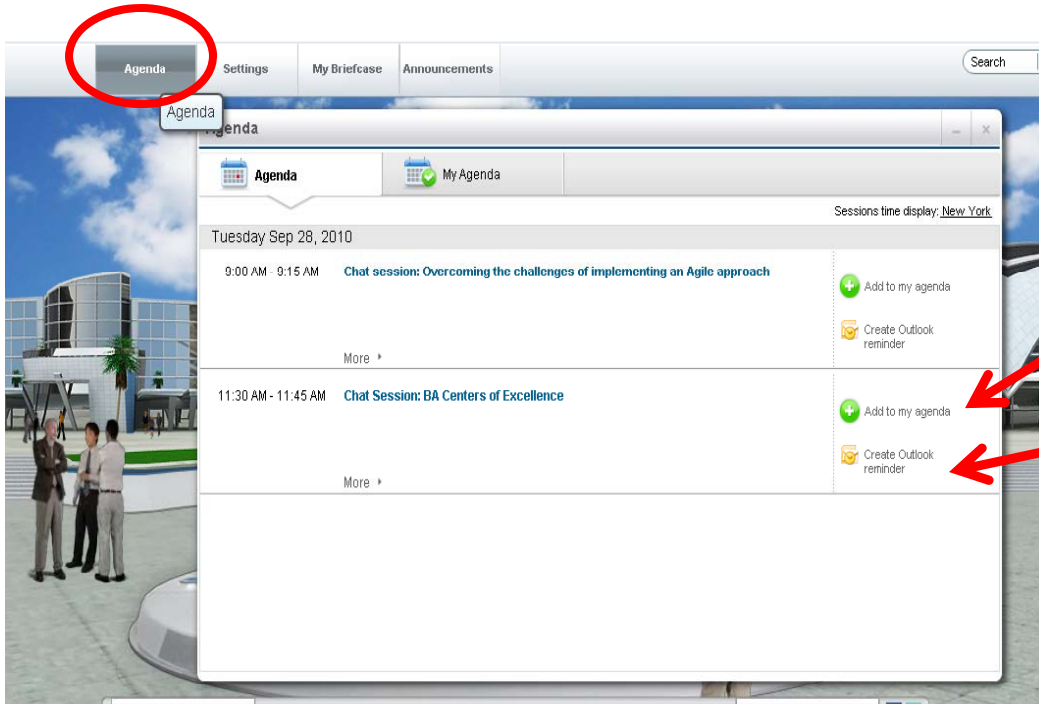 Agenda
Settings
My Briefcase
Announcements
Search
Agenda
genda
Agenda
My Agenda
Sessions time display: New York
Tuesday Sep 28, 2010
9:00 AM - 9:15 AM
Chat session: Overcoming the challenges of implementing an Agile approach
Add to my agenda
Create Outlook
reminder
More
11:30 AM - 11:45 AM
Chat Session: BA Centers of Excellence
Add to my agenda
Create Outlook
reminder
More